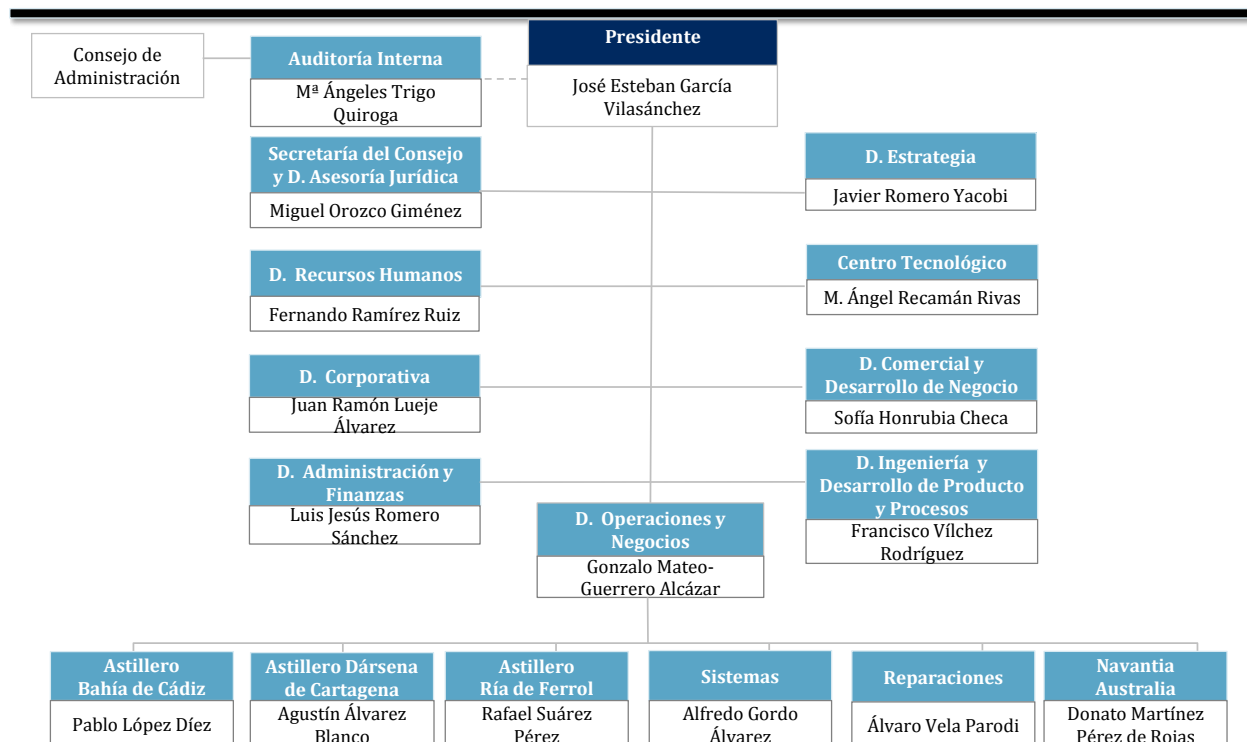 Consejo de
Administración
Auditoría Interna
Mª Ángeles Trigo
Quiroga
Presidente
José Esteban García
Vilasánchez
Secretaría del Consejo
y D. Asesoría Jurídica
Miguel Orozco Giménez
D. Estrategia
Javier Romero Yacobi
D. Recursos Humanos
Fernando Ramírez Ruiz
Centro Tecnológico
M. Ángel Recamán Rivas
D. Corporativa
Juan Ramón Lueje
Álvarez
D. Comercial y
Desarrollo de Negocio
Sofía Honrubia Checa
D. Administración y
Finanzas
Luis Jesús Romero
Sánchez
D. Ingeniería y
Desarrollo de Producto
y Procesos
Francisco Vílchez
Rodríguez
D. Operaciones y
Negocios
Gonzalo Mateo-
Guerrero Alcázar
Astillero
Bahía de Cádiz
Pablo López Díez
Astillero Dársena
de Cartagena
Agustín Álvarez
Blanco
Astillero
Ría de Ferrol
Rafael Suárez
Pérez
Sistemas
Alfredo Gordo
Álvarez
Reparaciones
Álvaro Vela Parodi
Navantia
Australia
Donato Martínez
Pérez de Rojas